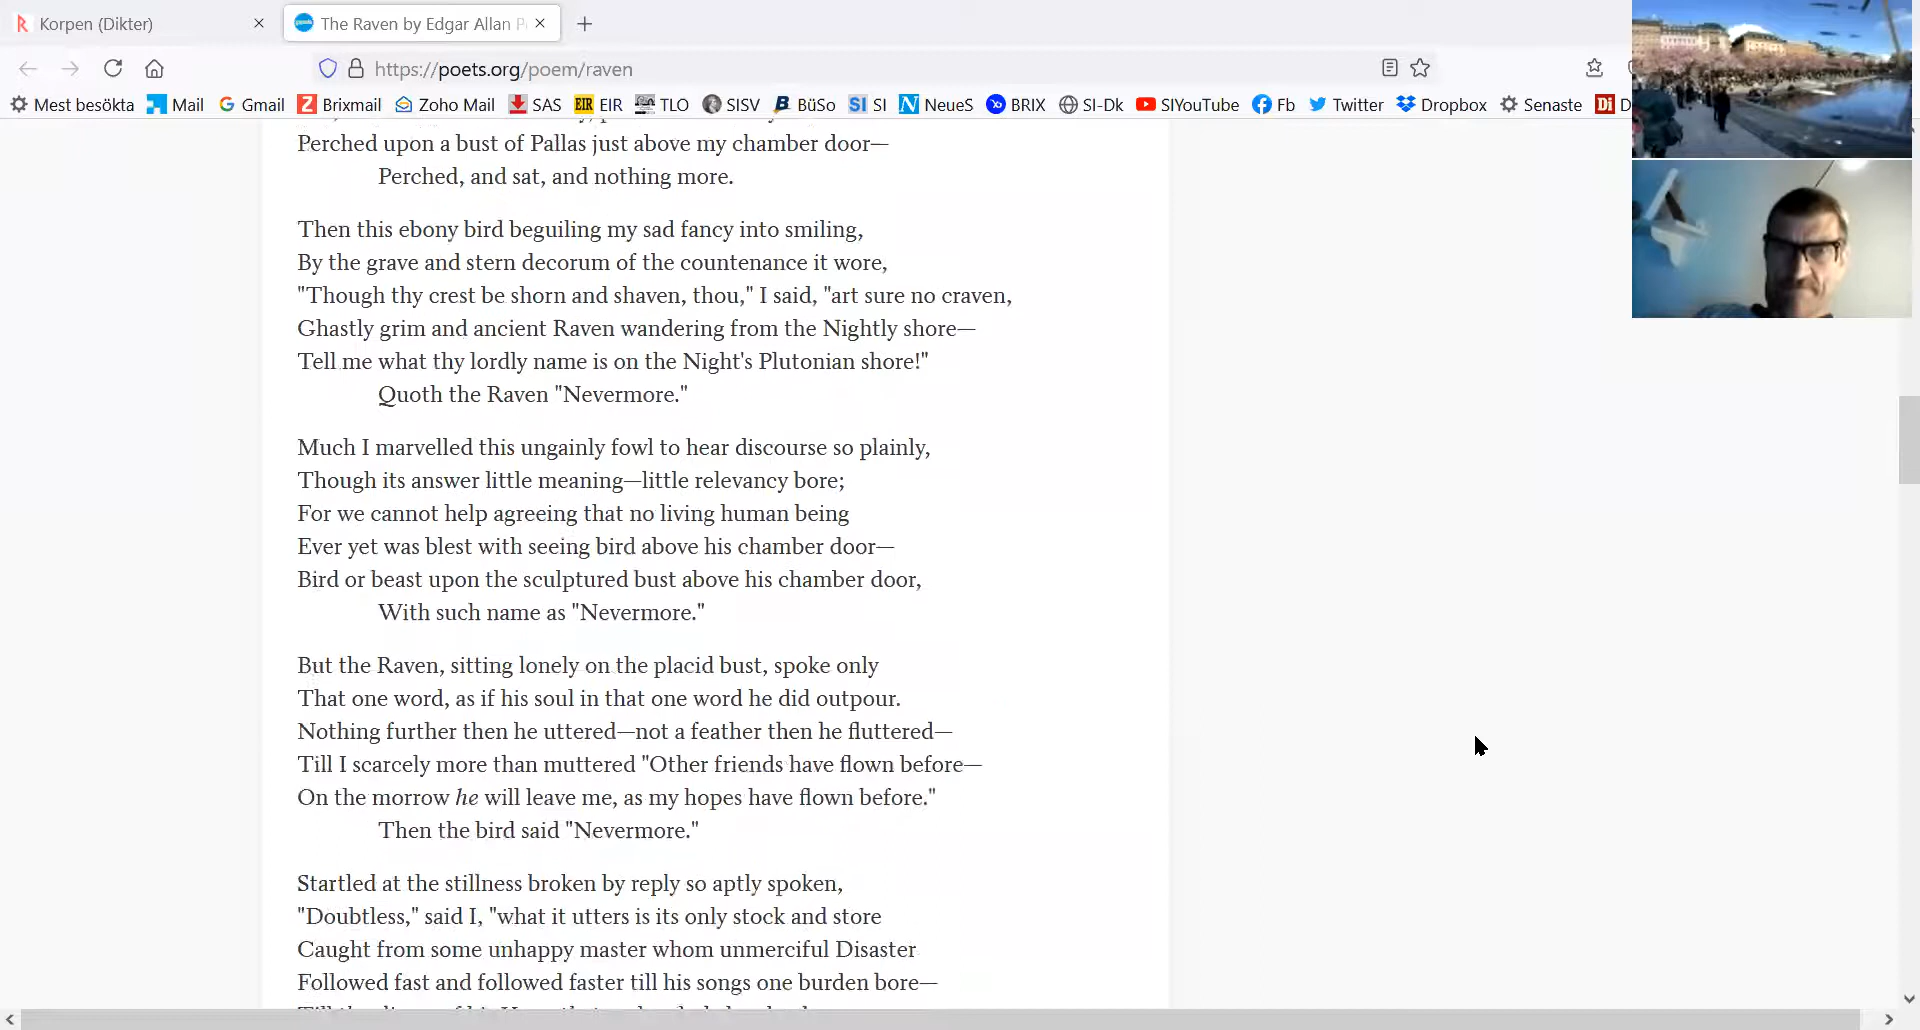 Korpen (Dikter)
The Raven by Edgar Allan P
https://poets.org/poem/raven
Mest besökta Mail Gmail Brixmail Zoho Mail SAS EIR EIR TLO SISV BüSo SI SI NeueS BRIX SI-Dk SIYouTube Fb Twitter Dropbox Senaste Di D
Perched upon a bust of Pallas just above my chamber door—
Perched, and sat, and nothing more.
Then this ebony bird beguiling my sad fancy into smiling,
By the grave and stern decorum of the countenance it wore,
"Though thy crest be shorn and shaven, thou," I said, "art sure no craven,
Ghastly grim and ancient Raven wandering from the Nightly shore—
Tell me what thy lordly name is on the Night's Plutonian shore!"
Quoth the Raven "Nevermore."
Much I marvelled this ungainly fowl to hear discourse so plainly,
Though its answer little meaning—little relevancy bore;
For we cannot help agreeing that no living human being
Ever yet was blest with seeing bird above his chamber door—
Bird or beast upon the sculptured bust above his chamber door,
With such name as "Nevermore."
But the Raven, sitting lonely on the placid bust, spoke only
That one word, as if his soul in that one word he did outpour.
Nothing further then he uttered—not a feather then he fluttered—
Till I scarcely more than muttered "Other friends have flown before—
On the morrow he will leave me, as my hopes have flown before."
Then the bird said "Nevermore."
Startled at the stillness broken by reply so aptly spoken,
"Doubtless," said I, "what it utters is its only stock and store
Caught from some unhappy master whom unmerciful Disaster
Followed fast and followed faster till his songs one burden bore—